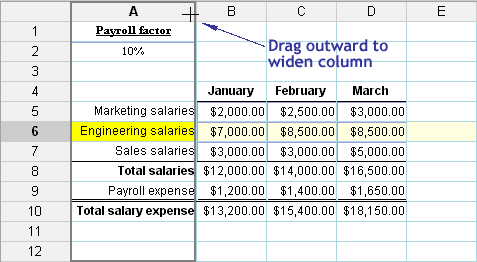 A B C D E
1 Payroll factor
2 10%
Drag outward to
widen column
3
4 January February March
5 Marketing salaries $2,000.00 $2,500.00 $3,000.00
6 Engineering salaries $7,000.00 $8,500.00 $8,500.00
7 Sales salaries $3,000.00 $3,000.00 $5,000.00
8 Total salaries $12,000.00 $14,000.00 $16,500.00
9 Payroll expense $1,200.00 $1,400.00 $1,650.00
10 Total salary expense $13,200.00 $15,400.00 $18,150.00
11
12